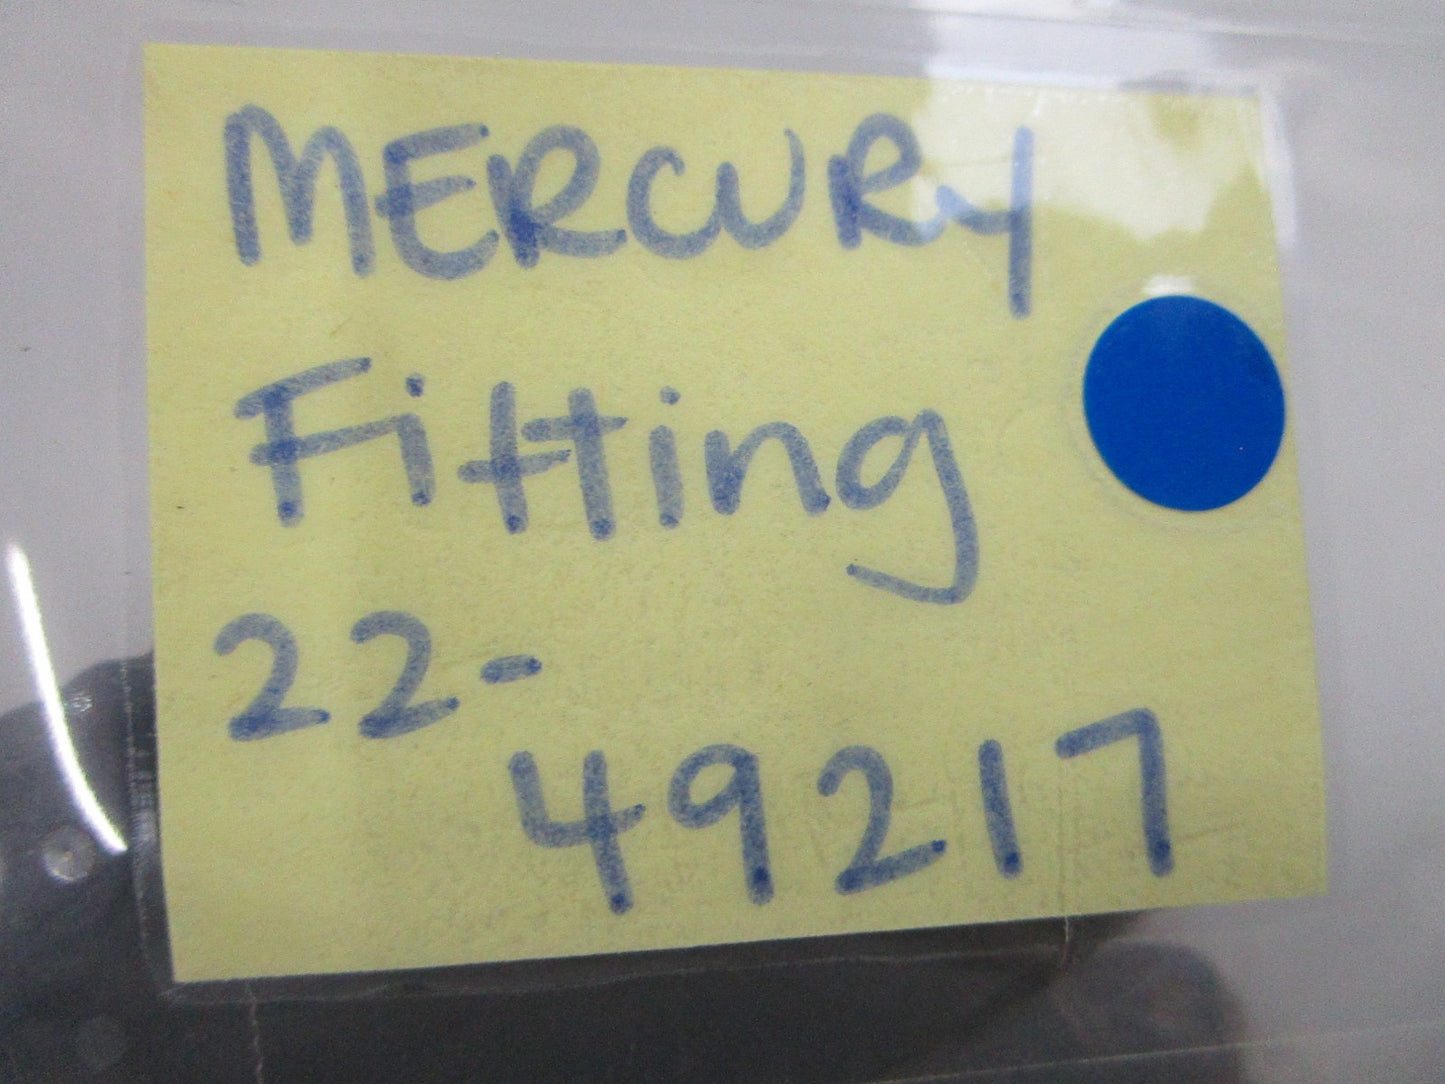 MERCURY
Fitting
22-
49217